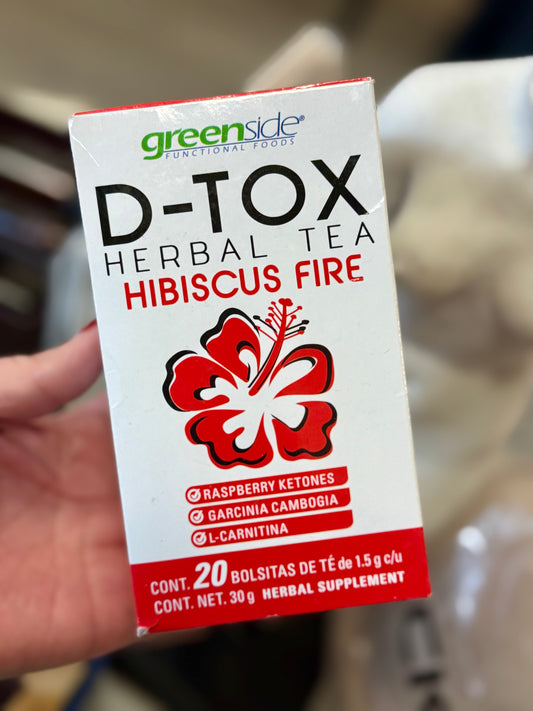 greenside®
FUNCTIONAL FOODS
D-TOX
HERBAL TEA
HIBISCUS FIRE
RASPBERRY KETONES
GARCINIA CAMBOGIA
L-CARNITINA
CONT. 20 BOLSITAS DE TÉ de 1.5 g c/u
CONT. NET. 30g HERBAL SUPPLEMENT